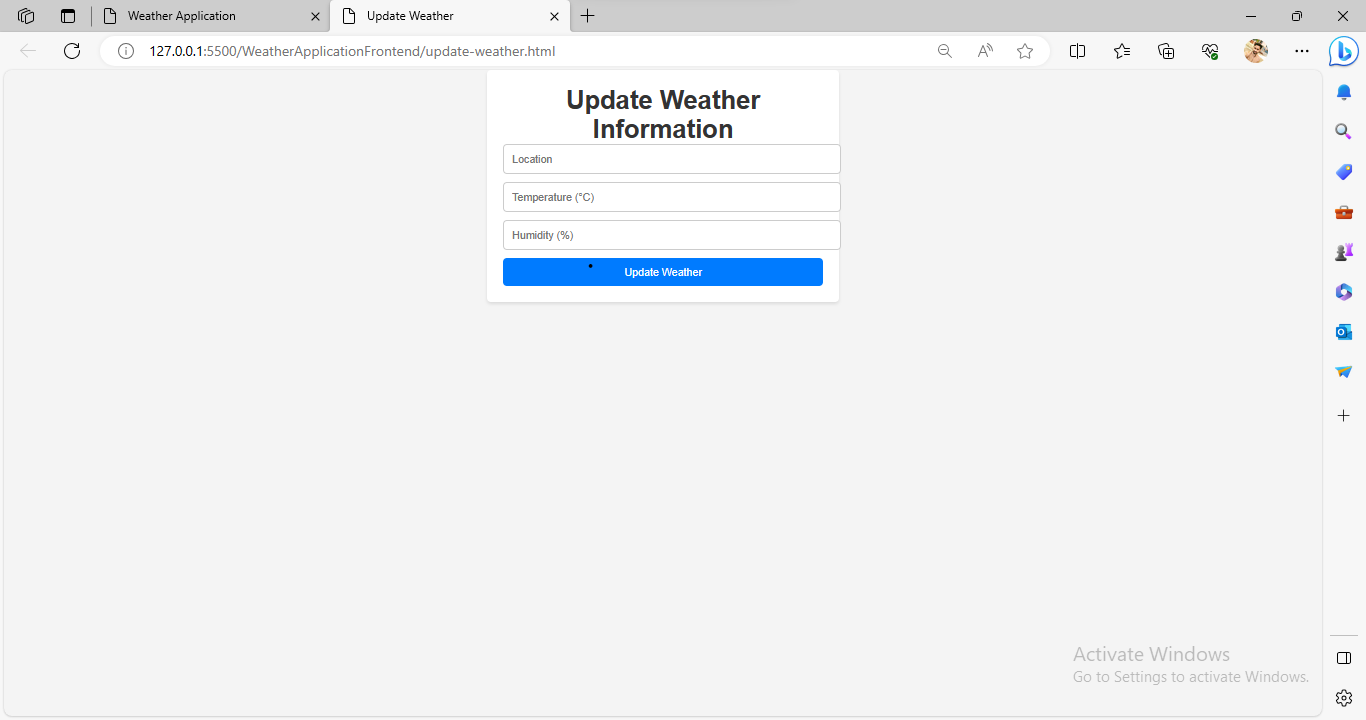 Weather Application
Update Weather
127.0.0.1:5500/WeatherApplicationFrontend/update-weather.html
Update Weather
Information
Location
Temperature (°C)
Humidity (%)
Update Weather
Activate Windows
Go to Settings to activate Windows.